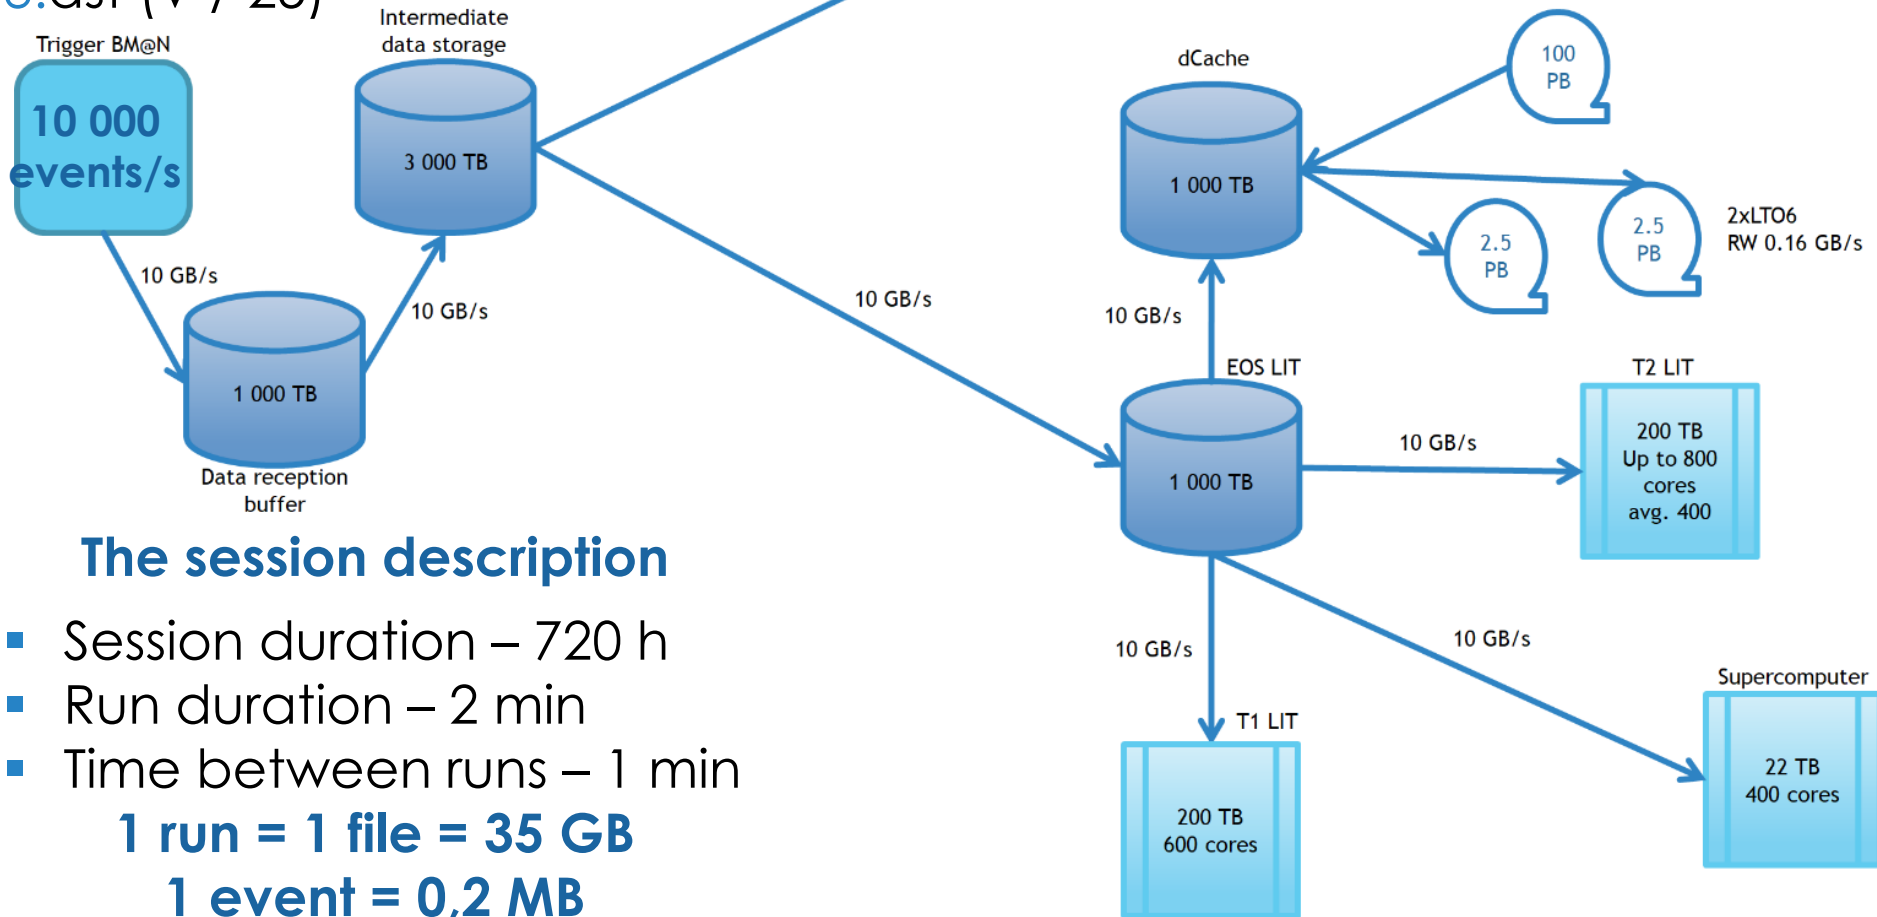 Trigger BM@N
10 000
events/s
Intermediate
data storage
3 000 TB
10 GB/s
10 GB/s
1 000 TB
Data reception
buffer
10 GB/s
dCache
1 000 TB
100
PB
2.5
PB
2.5
PB
2xLTO6
RW 0.16 GB/s
10 GB/s
EOS LIT
1 000 TB
10 GB/s
T2 LIT
200 TB
Up to 800
cores
avg. 400
10 GB/s
10 GB/s
T1 LIT
200 TB
600 cores
Supercomputer
22 TB
400 cores
The session description
▪ Session duration – 720 h
▪ Run duration – 2 min
▪ Time between runs – 1 min
1 run = 1 file = 35 GB
1 event = 0,2 MB